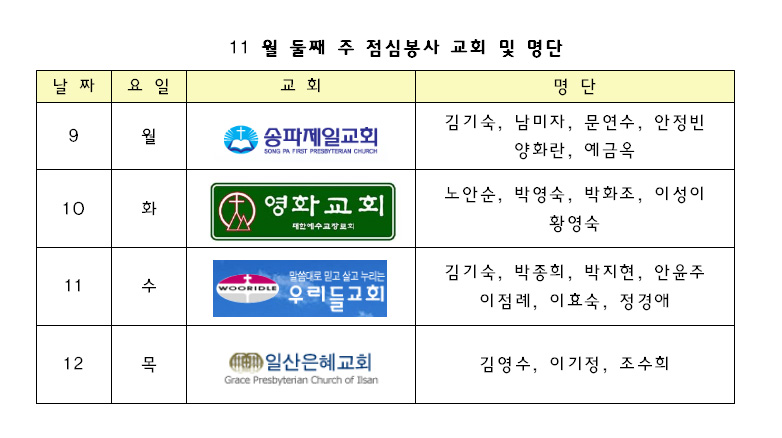 11 월 둘째 주 점심봉사 교회 및 명단
날 짜 요 일 교 회 명 단
9 월 송파제일교회 김기숙, 남미자, 문연수, 안정빈
SONG PA FIRST PRESBYTERIAN CHURCH 양화란, 예금옥
10 화 영화교회 노안순, 박영숙, 박화조, 이성이
대한예수교장로회 황영숙
11 수 말씀대로 믿고 살고 누리는 김기숙, 박종희, 박지현, 안윤주
WOORIDLE 우리들교회 이점례, 이효숙, 정경애
12 목 일산은혜교회 김영수, 이기정, 조수희
Grace Presbyterian Church of Ilsan